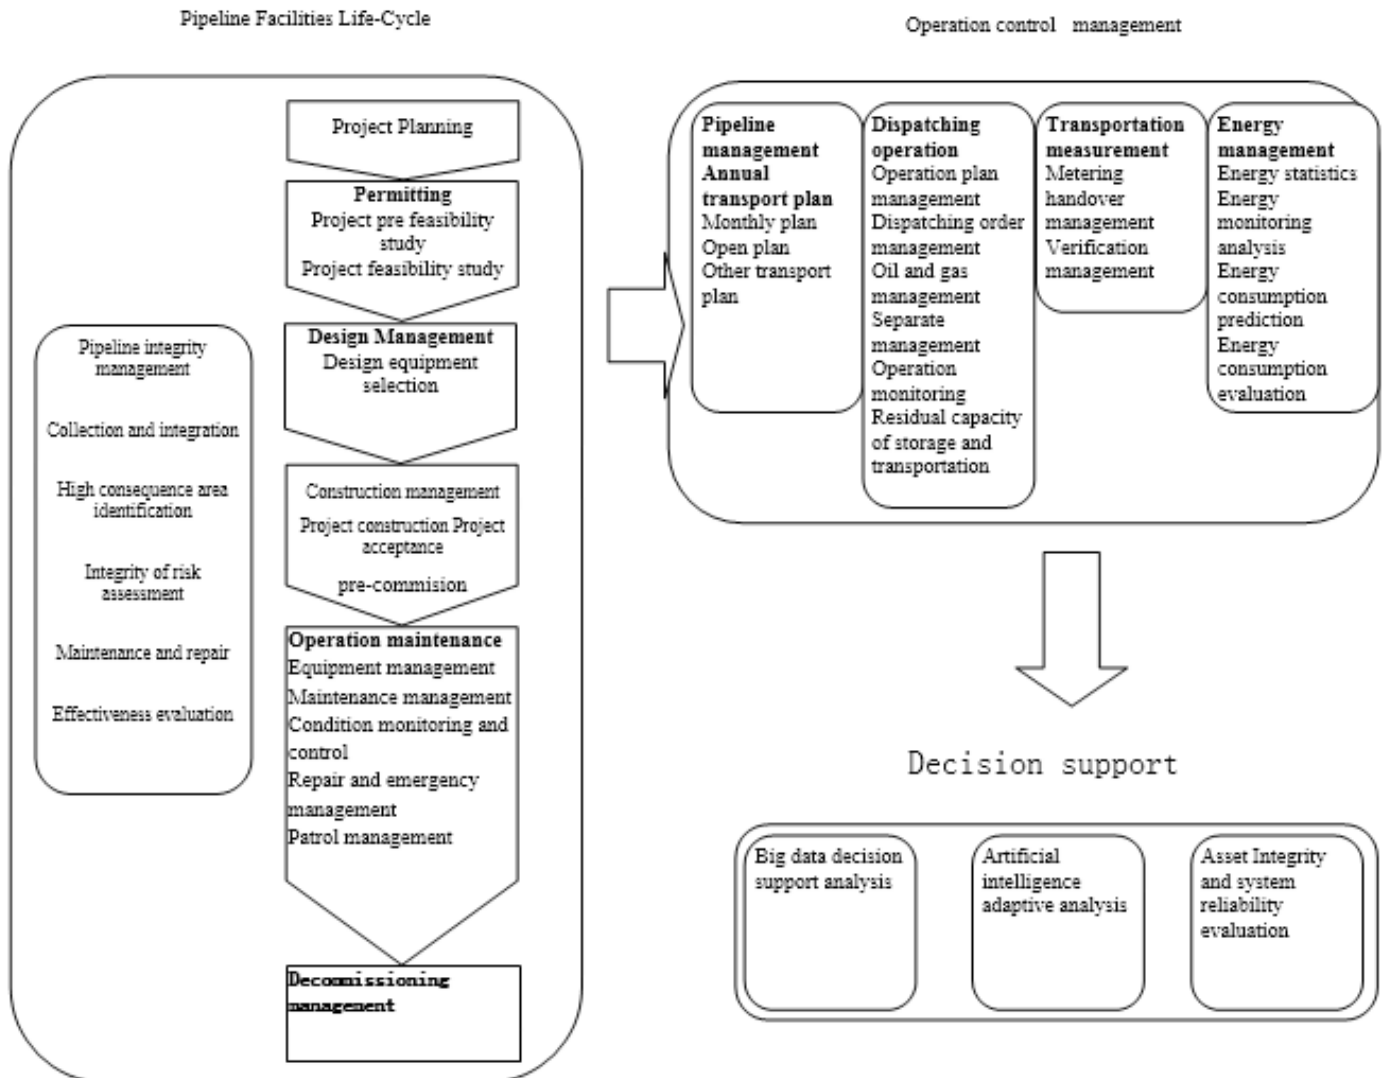 Pipeline Facilities Life-Cycle
Project Planning
Permitting
Project pre feasibility
study
Project feasibility study
Design Management
Design equipment
selection
Construction management
Project construction Project
acceptance
pre-commision
Operation maintenance
Equipment management
Maintenance management
Condition monitoring and
control
Repair and emergency
management
Patrol management
Decommissioning
management
Pipeline integrity
management
Collection and integration
High consequence area
identification
Integrity of risk
assessment
Maintenance and repair
Effectiveness evaluation
Operation control management
Pipeline
management
Annual
transport plan
Monthly plan
Open plan
Other transport
plan
Dispatching
operation
Operation plan
management
Dispatching order
management
Oil and gas
management
Separate
management
Operation
monitoring
Residual capacity
of storage and
transportation
Transportation
measurement
Metering
handover
management
Verification
management
Energy
management
Energy statistics
Energy
monitoring
analysis
Energy
consumption
prediction
Energy
consumption
evaluation
Decision support
Big data decision
support analysis
Artificial
intelligence
adaptive analysis
Asset Integrity
and system
reliability
evaluation